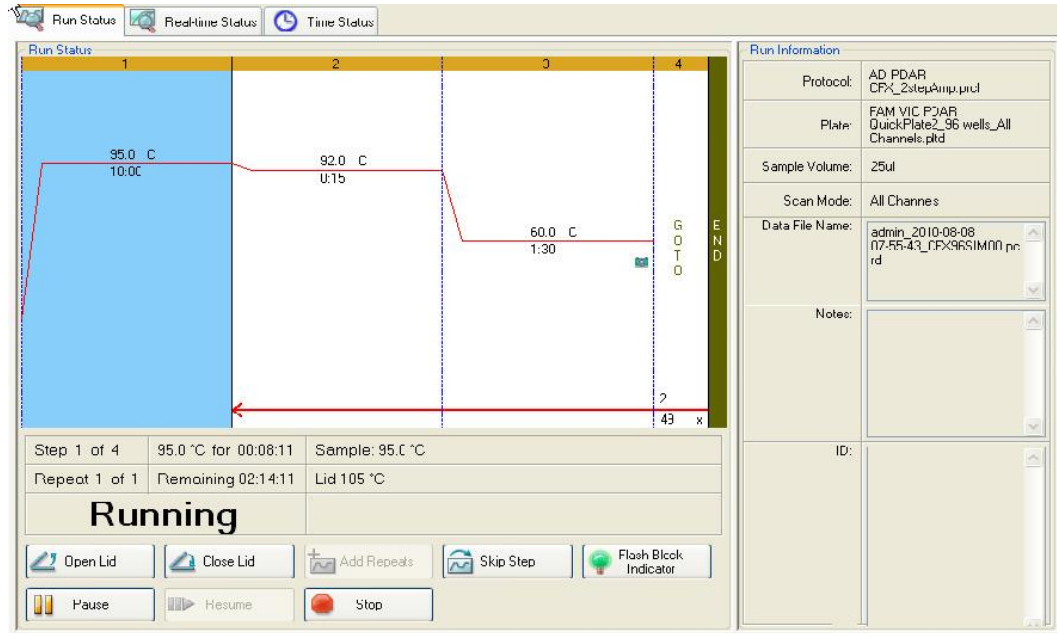 Run Status
Real-time Status
Time Status
Run Status
1
2
3
4
95.0 C
10:00
92.0 C
0:15
60.0 C
1:30
G
O
T
O
E
N
D
2
43 x
Step 1 of 4
95.0 °C for 00:08:11
Sample: 95.0 °C
Repeat 1 of 1
Remaining 02:14:11
Lid 105 °C
Running
Open Lid
Close Lid
Add Repeats
Skip Step
Flash Block
Indicator
Pause
Resume
Stop
Run Information
Protocol:
AD PDAR
CFX_2stepAmp.prcl
Plate:
FAM VIC PDAR
QuickPlate2_96 wells_All
Channels.pltd
Sample Volume:
25ul
Scan Mode:
All Channes
Data File Name:
admin_2010-08-08
07-55-43_CFX96SIM00.pc
rd
Notes:
ID: